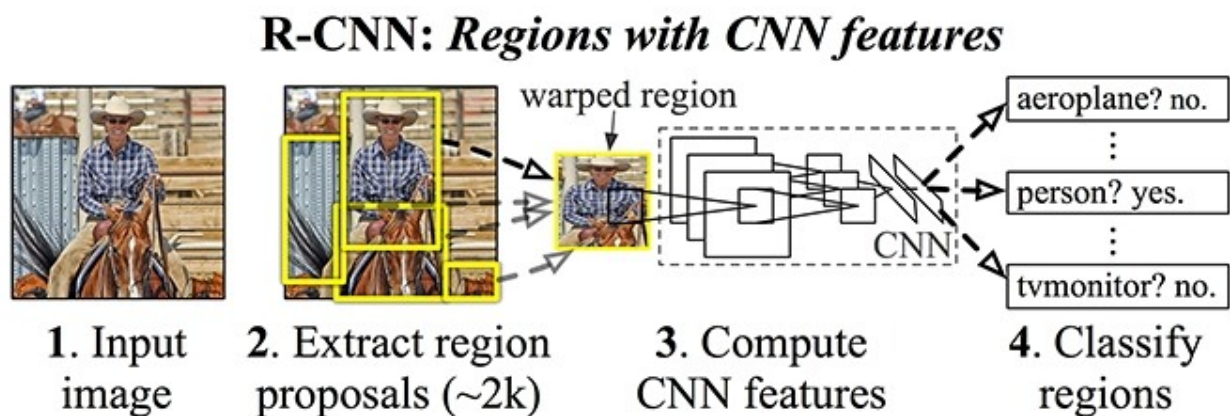 R-CNN: Regions with CNN features
warped region
aeroplane? no.
person? yes.
CNN
tvmonitor? no.
1. Input
image
2. Extract region
proposals (~2k)
3. Compute
CNN features
4. Classify
regions